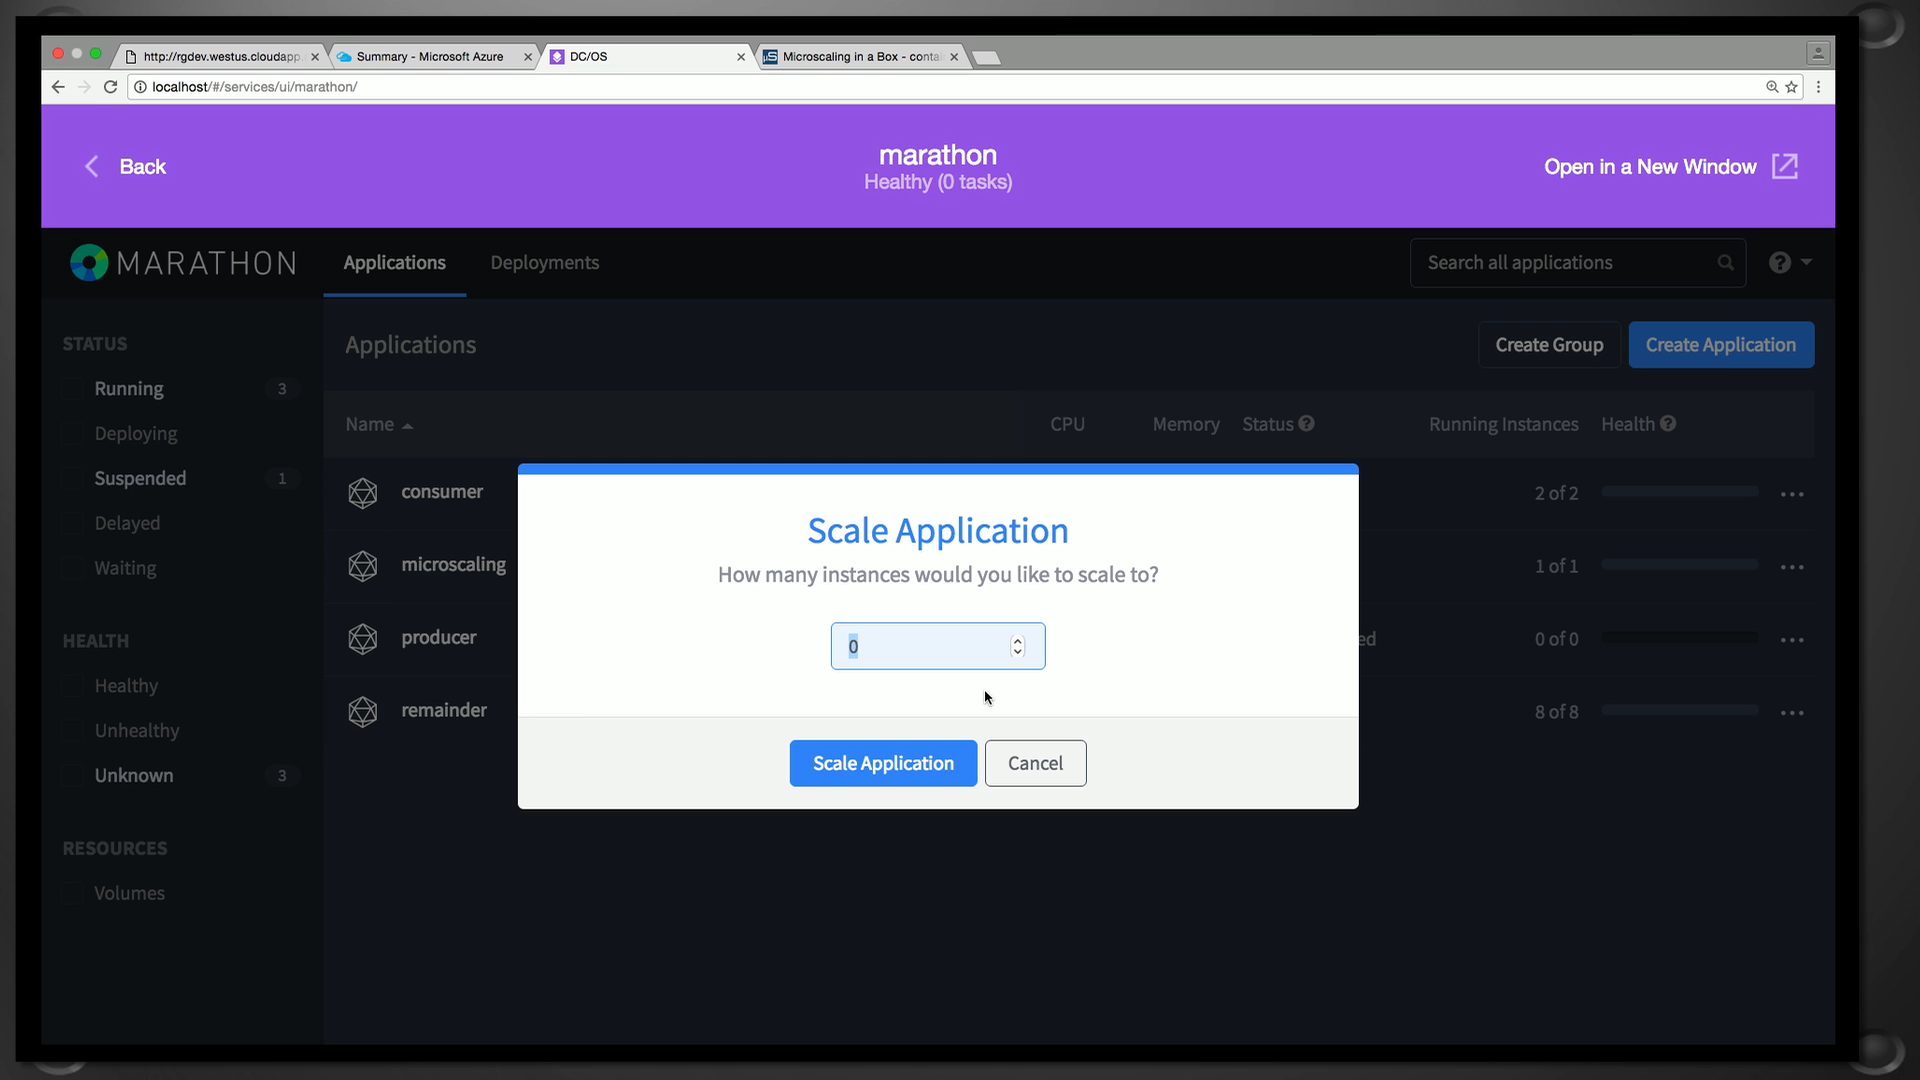 http://rgdev.westus.cloudapp.
Summary - Microsoft Azure
DC/OS
Microscaling in a Box - contai
localhost/#/services/ui/marathon/
Back
marathon
Healthy (0 tasks)
Open in a New Window
MARATHON
Applications
Deployments
Search all applications
STATUS
Running 3
Deploying
Suspended 1
Delayed
Waiting
HEALTH
Healthy
Unhealthy
Unknown 3
RESOURCES
Volumes
Applications
Create Group
Create Application
Name CPU Memory Status Running Instances Health
consumer 2 of 2
microscaling 1 of 1
producer ed 0 of 0
remainder 8 of 8
Scale Application
How many instances would you like to scale to?
0
Scale Application
Cancel